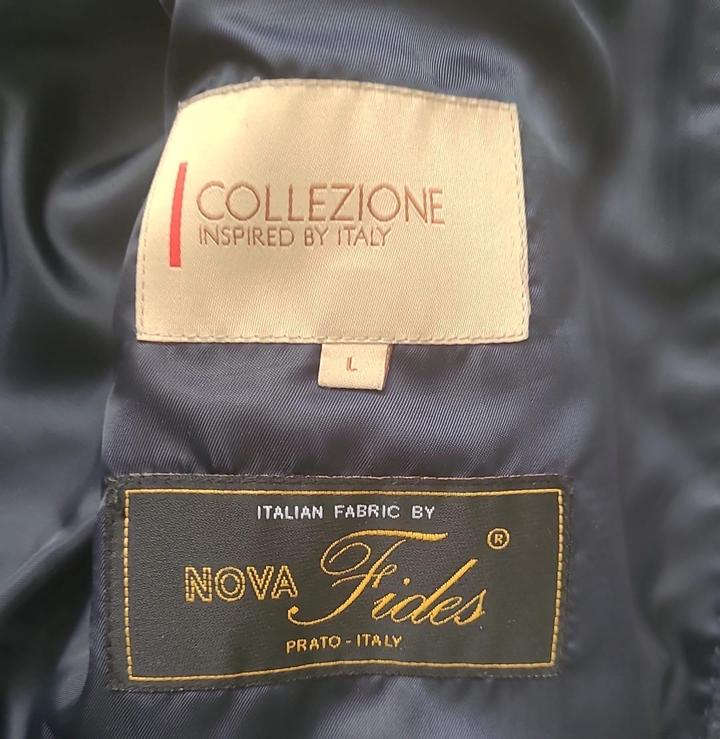 COLLEZIONE
INSPIRED BY ITALY
L
ITALIAN FABRIC BY
NOVA Fides ®
PRATO - ITALY